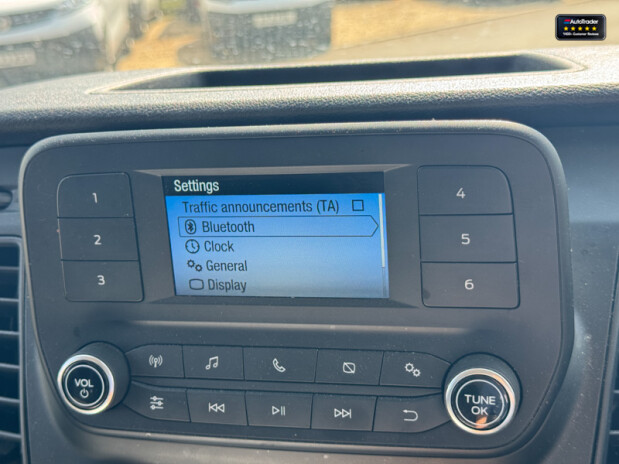 AutoTrader
Settings
Traffic announcements (TA)
1
Bluetooth
4
2
Clock
5
General
3
Display
6
VOL
TUNE
OK